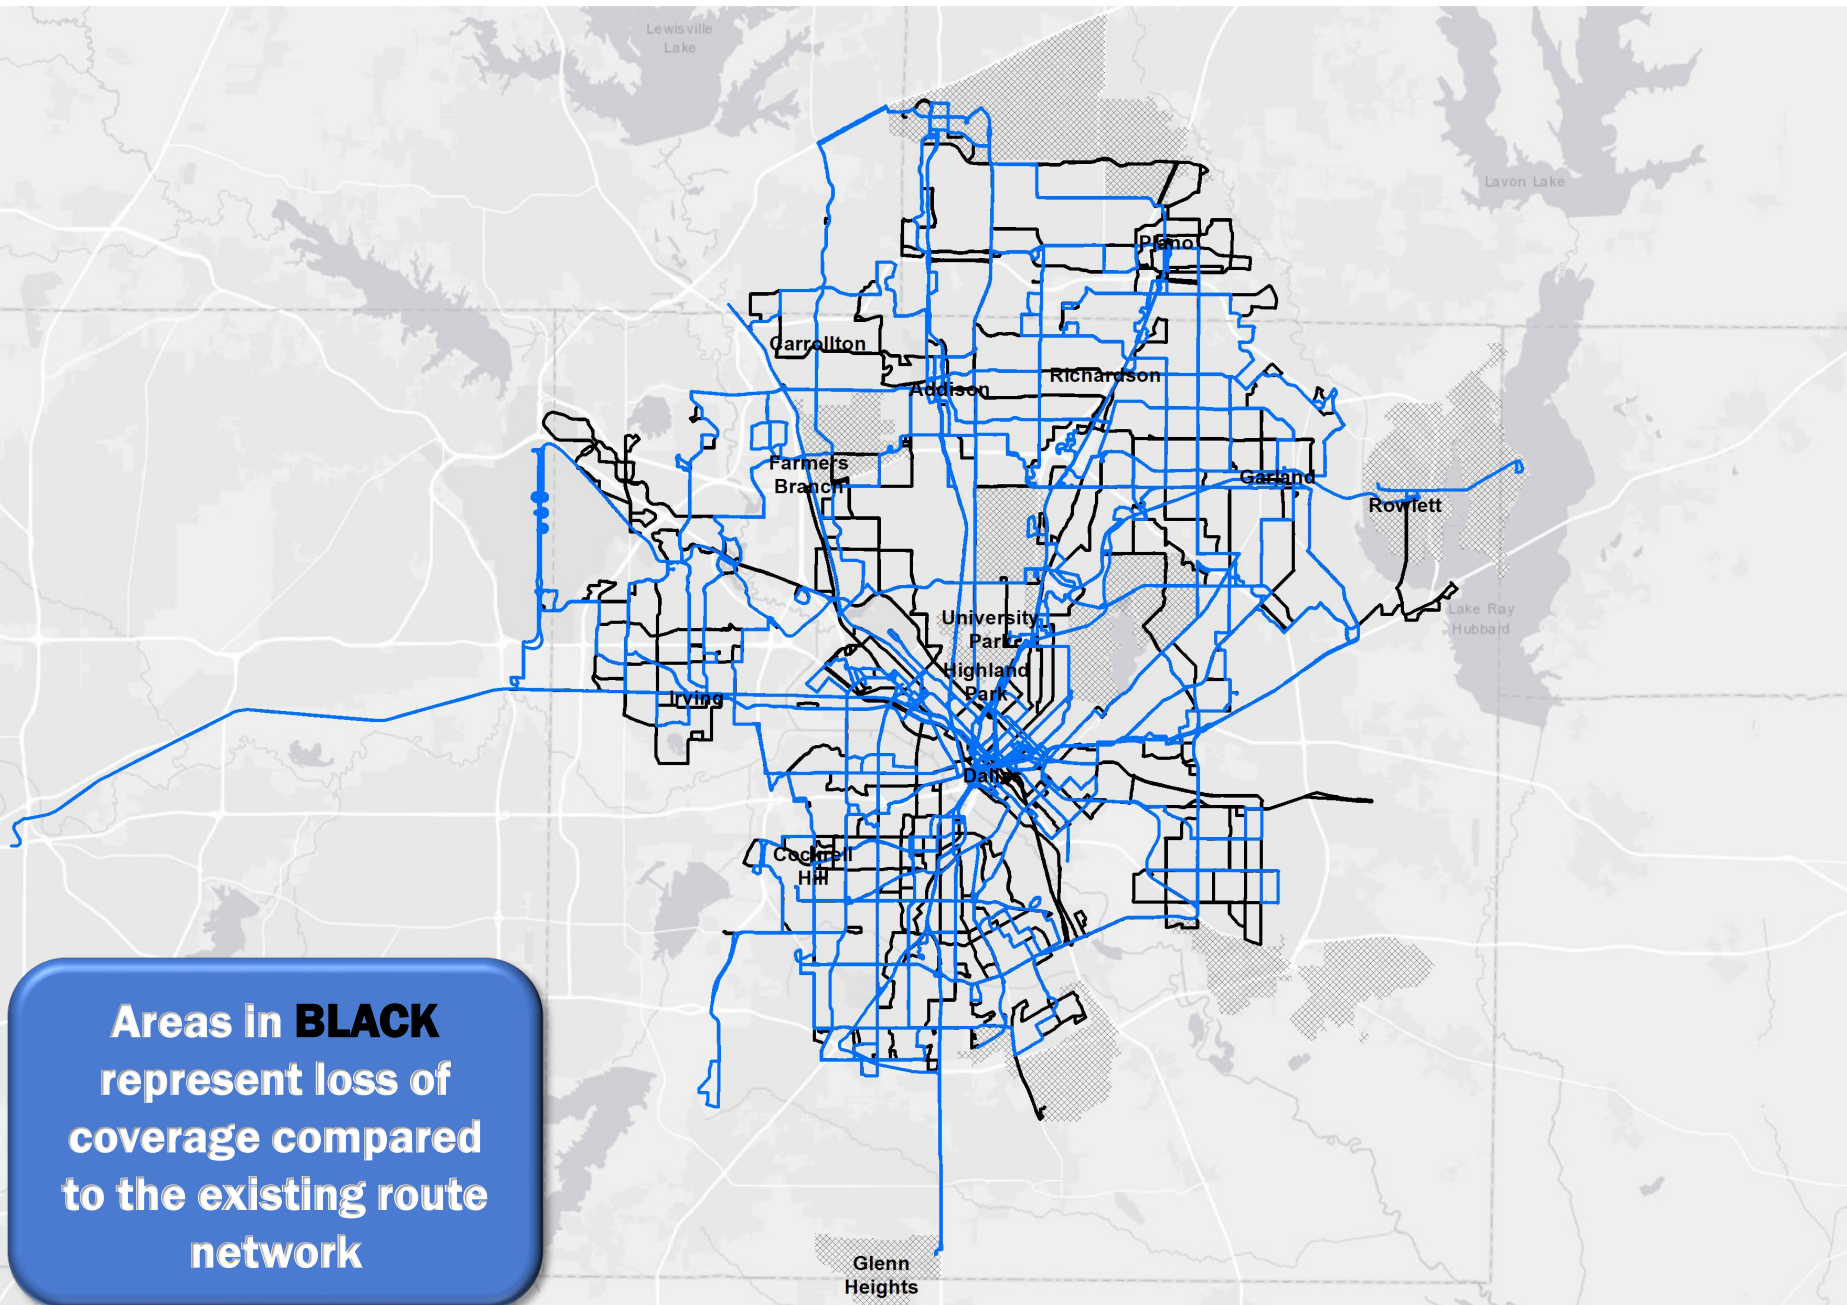 Lewisville
Lake
Lavon Lake
Plano
Carrollton
Richardson
Addison
Farmers
Branch
Garland
Rowlett
University
Park
Lake Ray
Hubbard
Highland
Park
Irving
Dallas
Cockrell
Hill
Areas in BLACK
represent loss of
coverage compared
to the existing route
network
Glenn
Heights